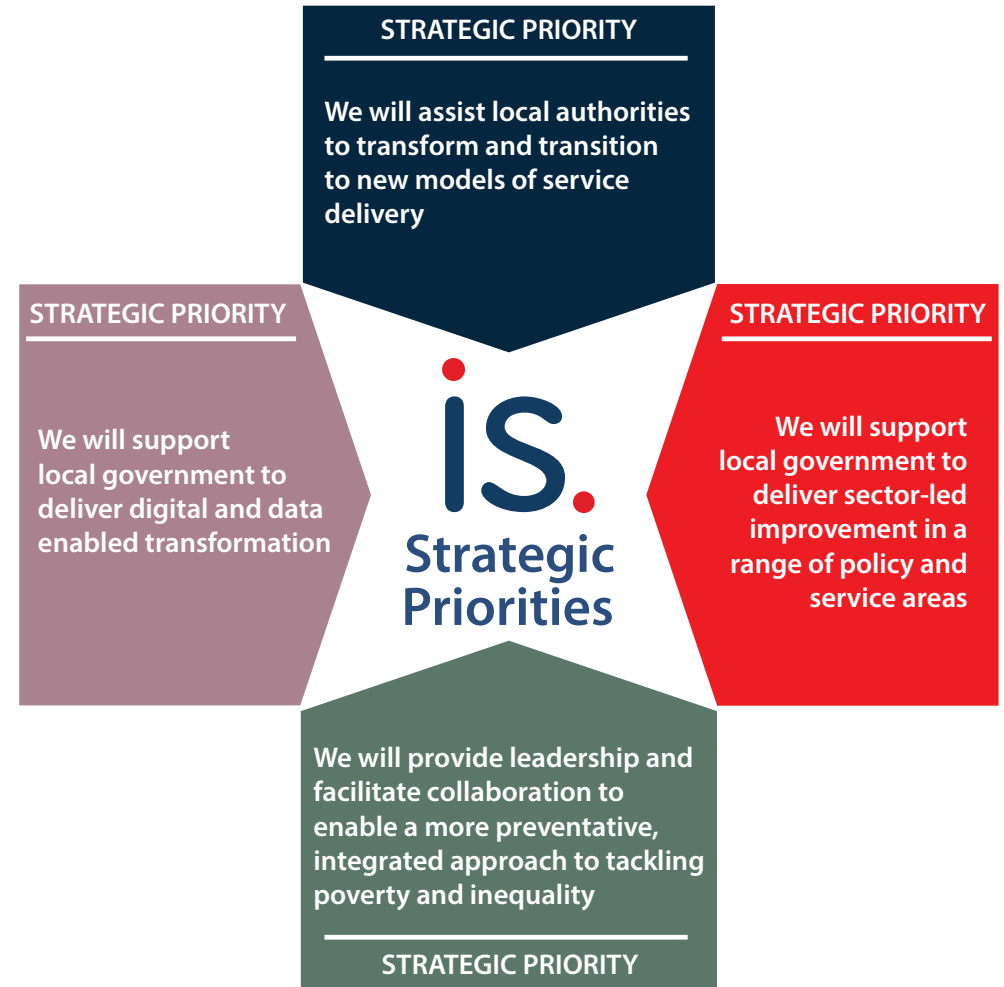 STRATEGIC PRIORITY
We will assist local authorities
to transform and transition
to new models of service
delivery
STRATEGIC PRIORITY
We will support
local government to
deliver digital and data
enabled transformation
is.
Strategic
Priorities
STRATEGIC PRIORITY
We will support
local government to
deliver sector-led
improvement in a
range of policy and
service areas
We will provide leadership and
facilitate collaboration to
enable a more preventative,
integrated approach to tackling
poverty and inequality
STRATEGIC PRIORITY